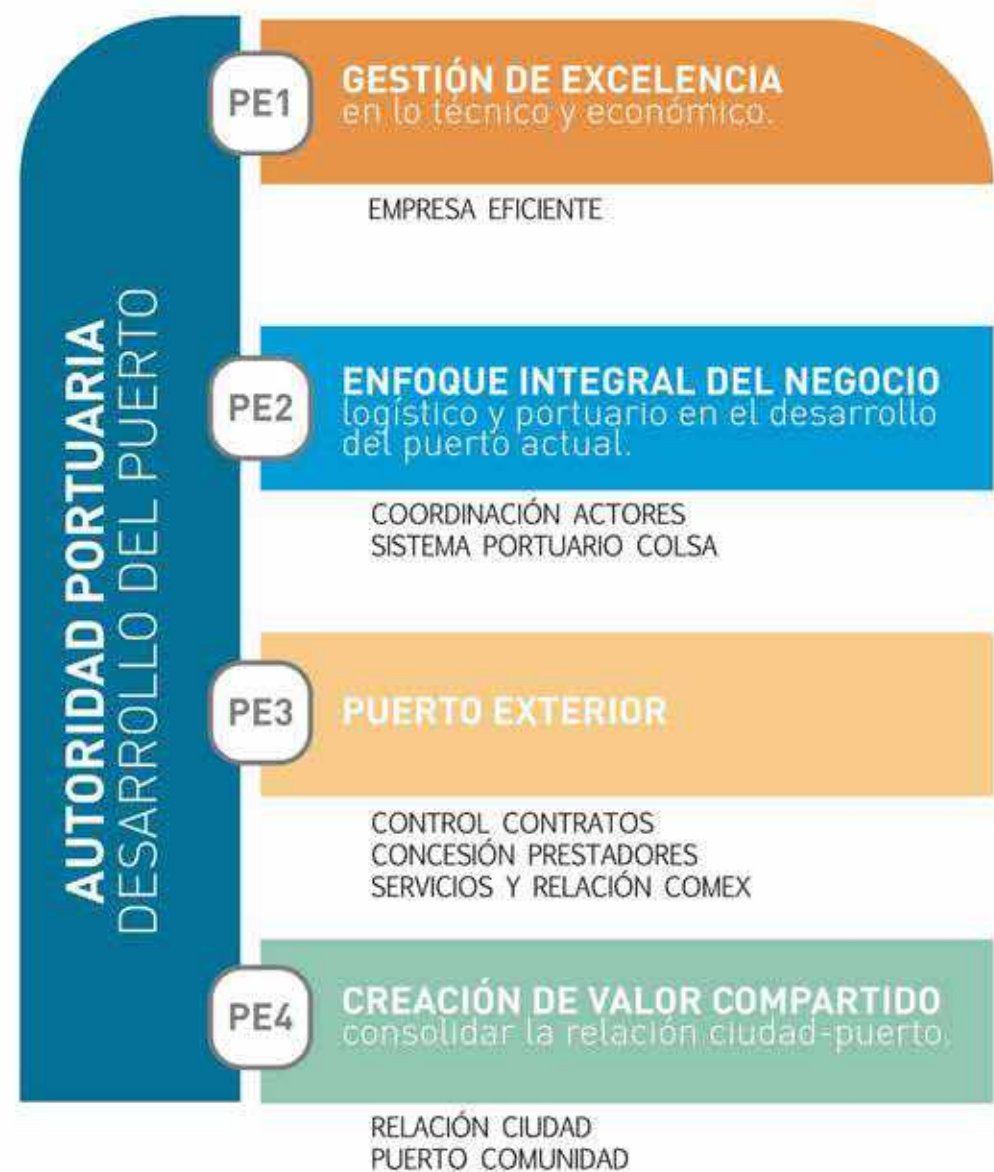 AUTORIDAD PORTUARIA
DESARROLLO DEL PUERTO
PE1
GESTIÓN DE EXCELENCIA
en lo técnico y económico.
EMPRESA EFICIENTE
PE2
ENFOQUE INTEGRAL DEL NEGOCIO
logístico y portuario en el desarrollo
del puerto actual.
COORDINACIÓN ACTORES
SISTEMA PORTUARIO COLSA
PE3
PUERTO EXTERIOR
CONTROL CONTRATOS
CONCESIÓN PRESTADORES
SERVICIOS Y RELACIÓN COMEX
PE4
CREACIÓN DE VALOR COMPARTIDO
consolidar la relación ciudad-puerto.
RELACIÓN CIUDAD
PUERTO COMUNIDAD